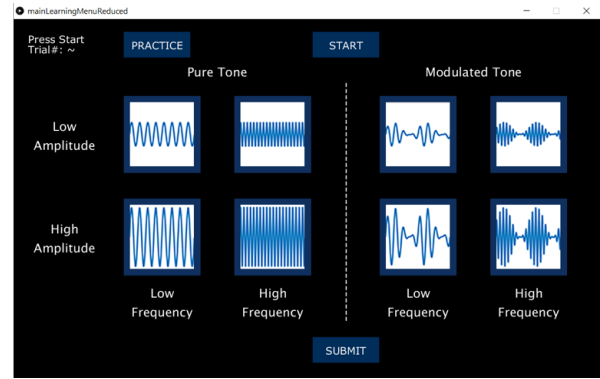 mainLearningMenuReduced
Press Start
Trial#: ~
PRACTICE
START
Pure Tone
Modulated Tone
Low
Amplitude
High
Amplitude
Low
Frequency
High
Frequency
Low
Frequency
High
Frequency
SUBMIT